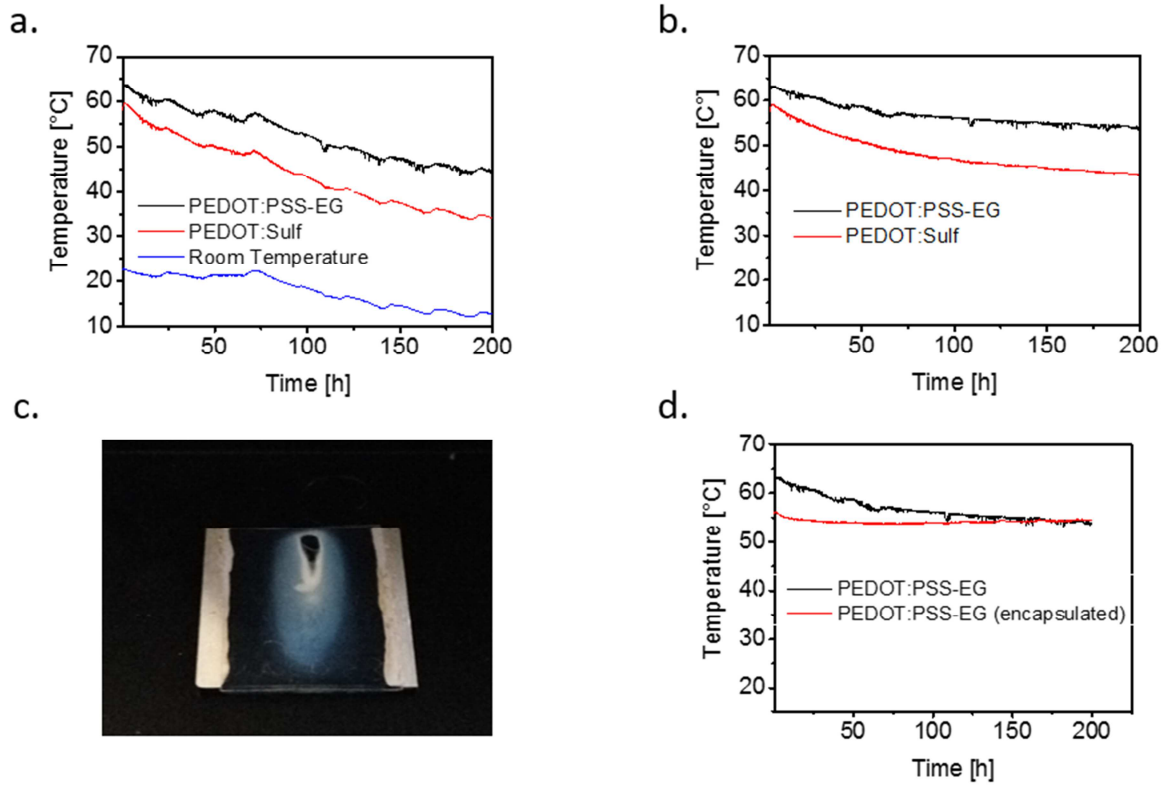 a.
70
60
50
40
30
20
10
Temperature [°C]
PEDOT:PSS-EG
PEDOT:Sulf
Room Temperature
50 100 150 200
Time [h]
b.
70
60
50
40
30
20
10
Temperature [C°]
PEDOT:PSS-EG
PEDOT:Sulf
50 100 150 200
Time [h]
c.
d.
70
60
50
40
30
20
Temperature [°C]
PEDOT:PSS-EG
PEDOT:PSS-EG (encapsulated)
50 100 150 200
Time [h]